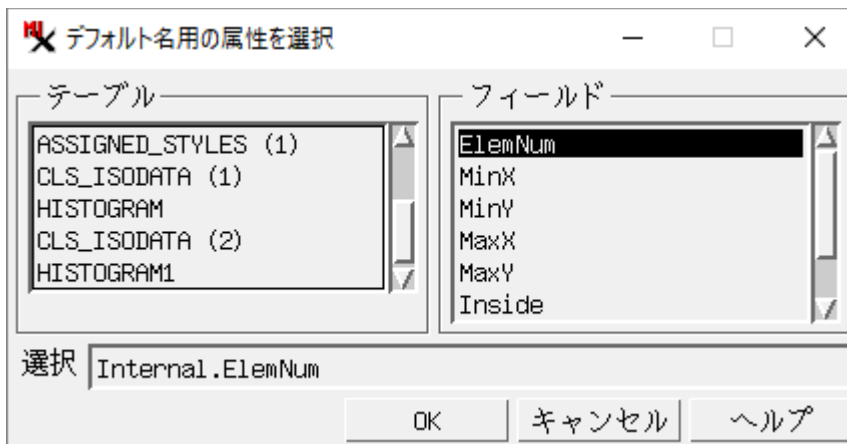 デフォルト名用の属性を選択
テーブル
ASSIGNED_STYLES (1)
CLS_ISODATA (1)
HISTOGRAM
CLS_ISODATA (2)
HISTOGRAM1
フィールド
ElemNum
MinX
MinY
MaxX
MaxY
Inside
選択 Internal.ElemNum
OK キャンセル ヘルプ